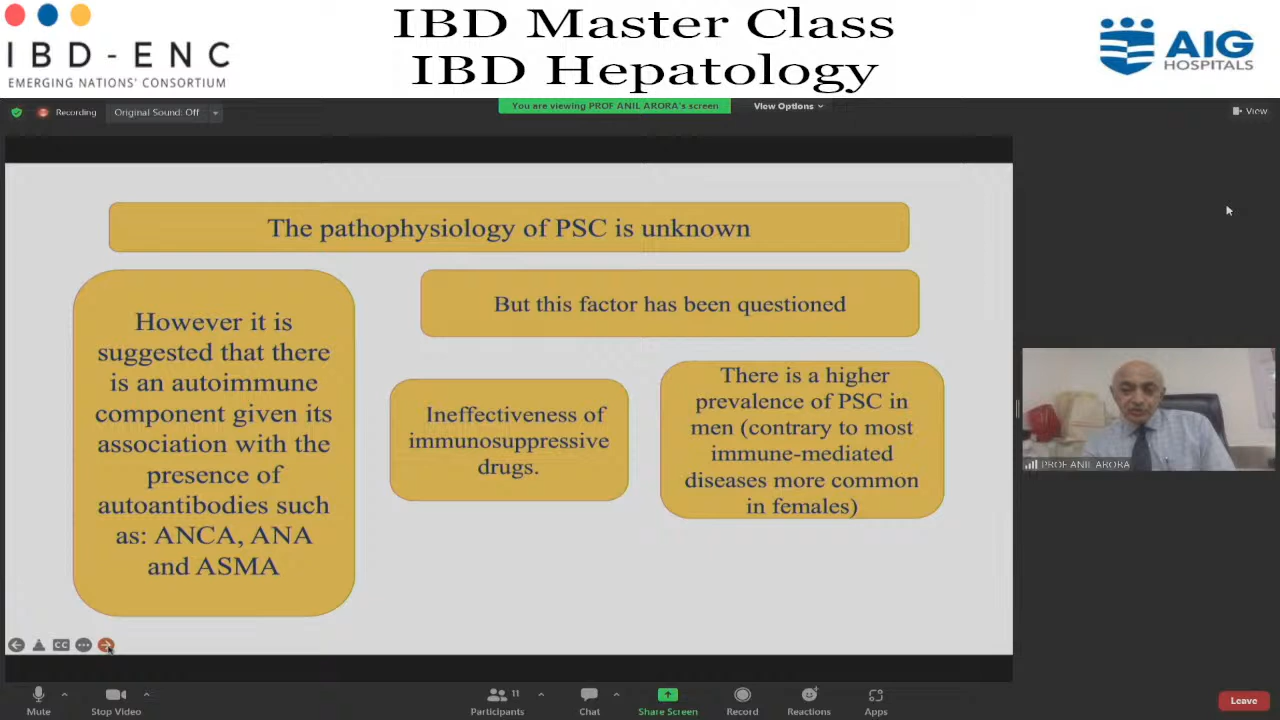 IBD Master Class
IBD Hepatology
IBD-ENC
EMERGING NATIONS' CONSORTIUM
AIG
HOSPITALS
Recording
Original Sound: Off
You are viewing PROF ANIL ARORA's screen
View Options
View
The pathophysiology of PSC is unknown
However it is
suggested that there
is an autoimmune
component given its
association with the
presence of
autoantibodies such
as: ANCA, ANA
and ASMA
But this factor has been questioned
Ineffectiveness of
immunosuppressive
drugs.
There is a higher
prevalence of PSC in
men (contrary to most
immune-mediated
diseases more common
in females)
PROF ANIL ARORA
CC
Mute
Stop Video
Participants
11
Chat
Share Screen
Record
Reactions
Apps
Leave